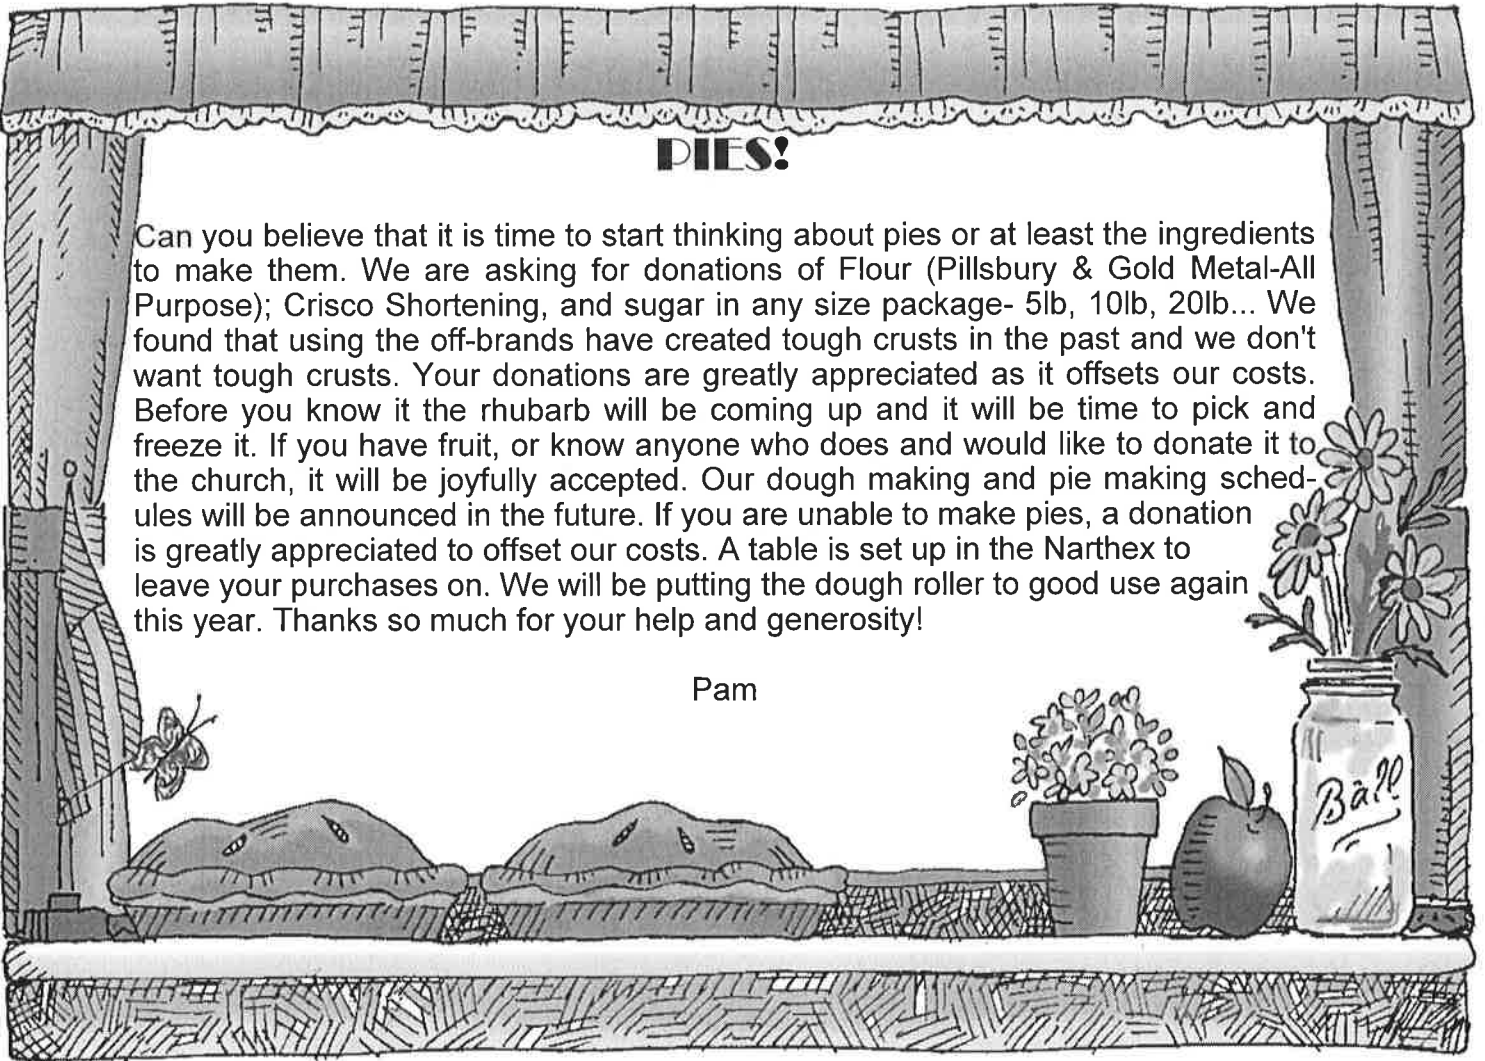 PIES!
Can you believe that it is time to start thinking about pies or at least the ingredients
to make them. We are asking for donations of Flour (Pillsbury & Gold Metal-All
Purpose); Crisco Shortening, and sugar in any size package- 5lb, 10lb, 20lb... We
found that using the off-brands have created tough crusts in the past and we don't
want tough crusts. Your donations are greatly appreciated as it offsets our costs.
Before you know it the rhubarb will be coming up and it will be time to pick and
freeze it. If you have fruit, or know anyone who does and would like to donate it to
the church, it will be joyfully accepted. Our dough making and pie making sched-
ules will be announced in the future. If you are unable to make pies, a donation
is greatly appreciated to offset our costs. A table is set up in the Narthex to
leave your purchases on. We will be putting the dough roller to good use again
this year. Thanks so much for your help and generosity!
Pam
Ball